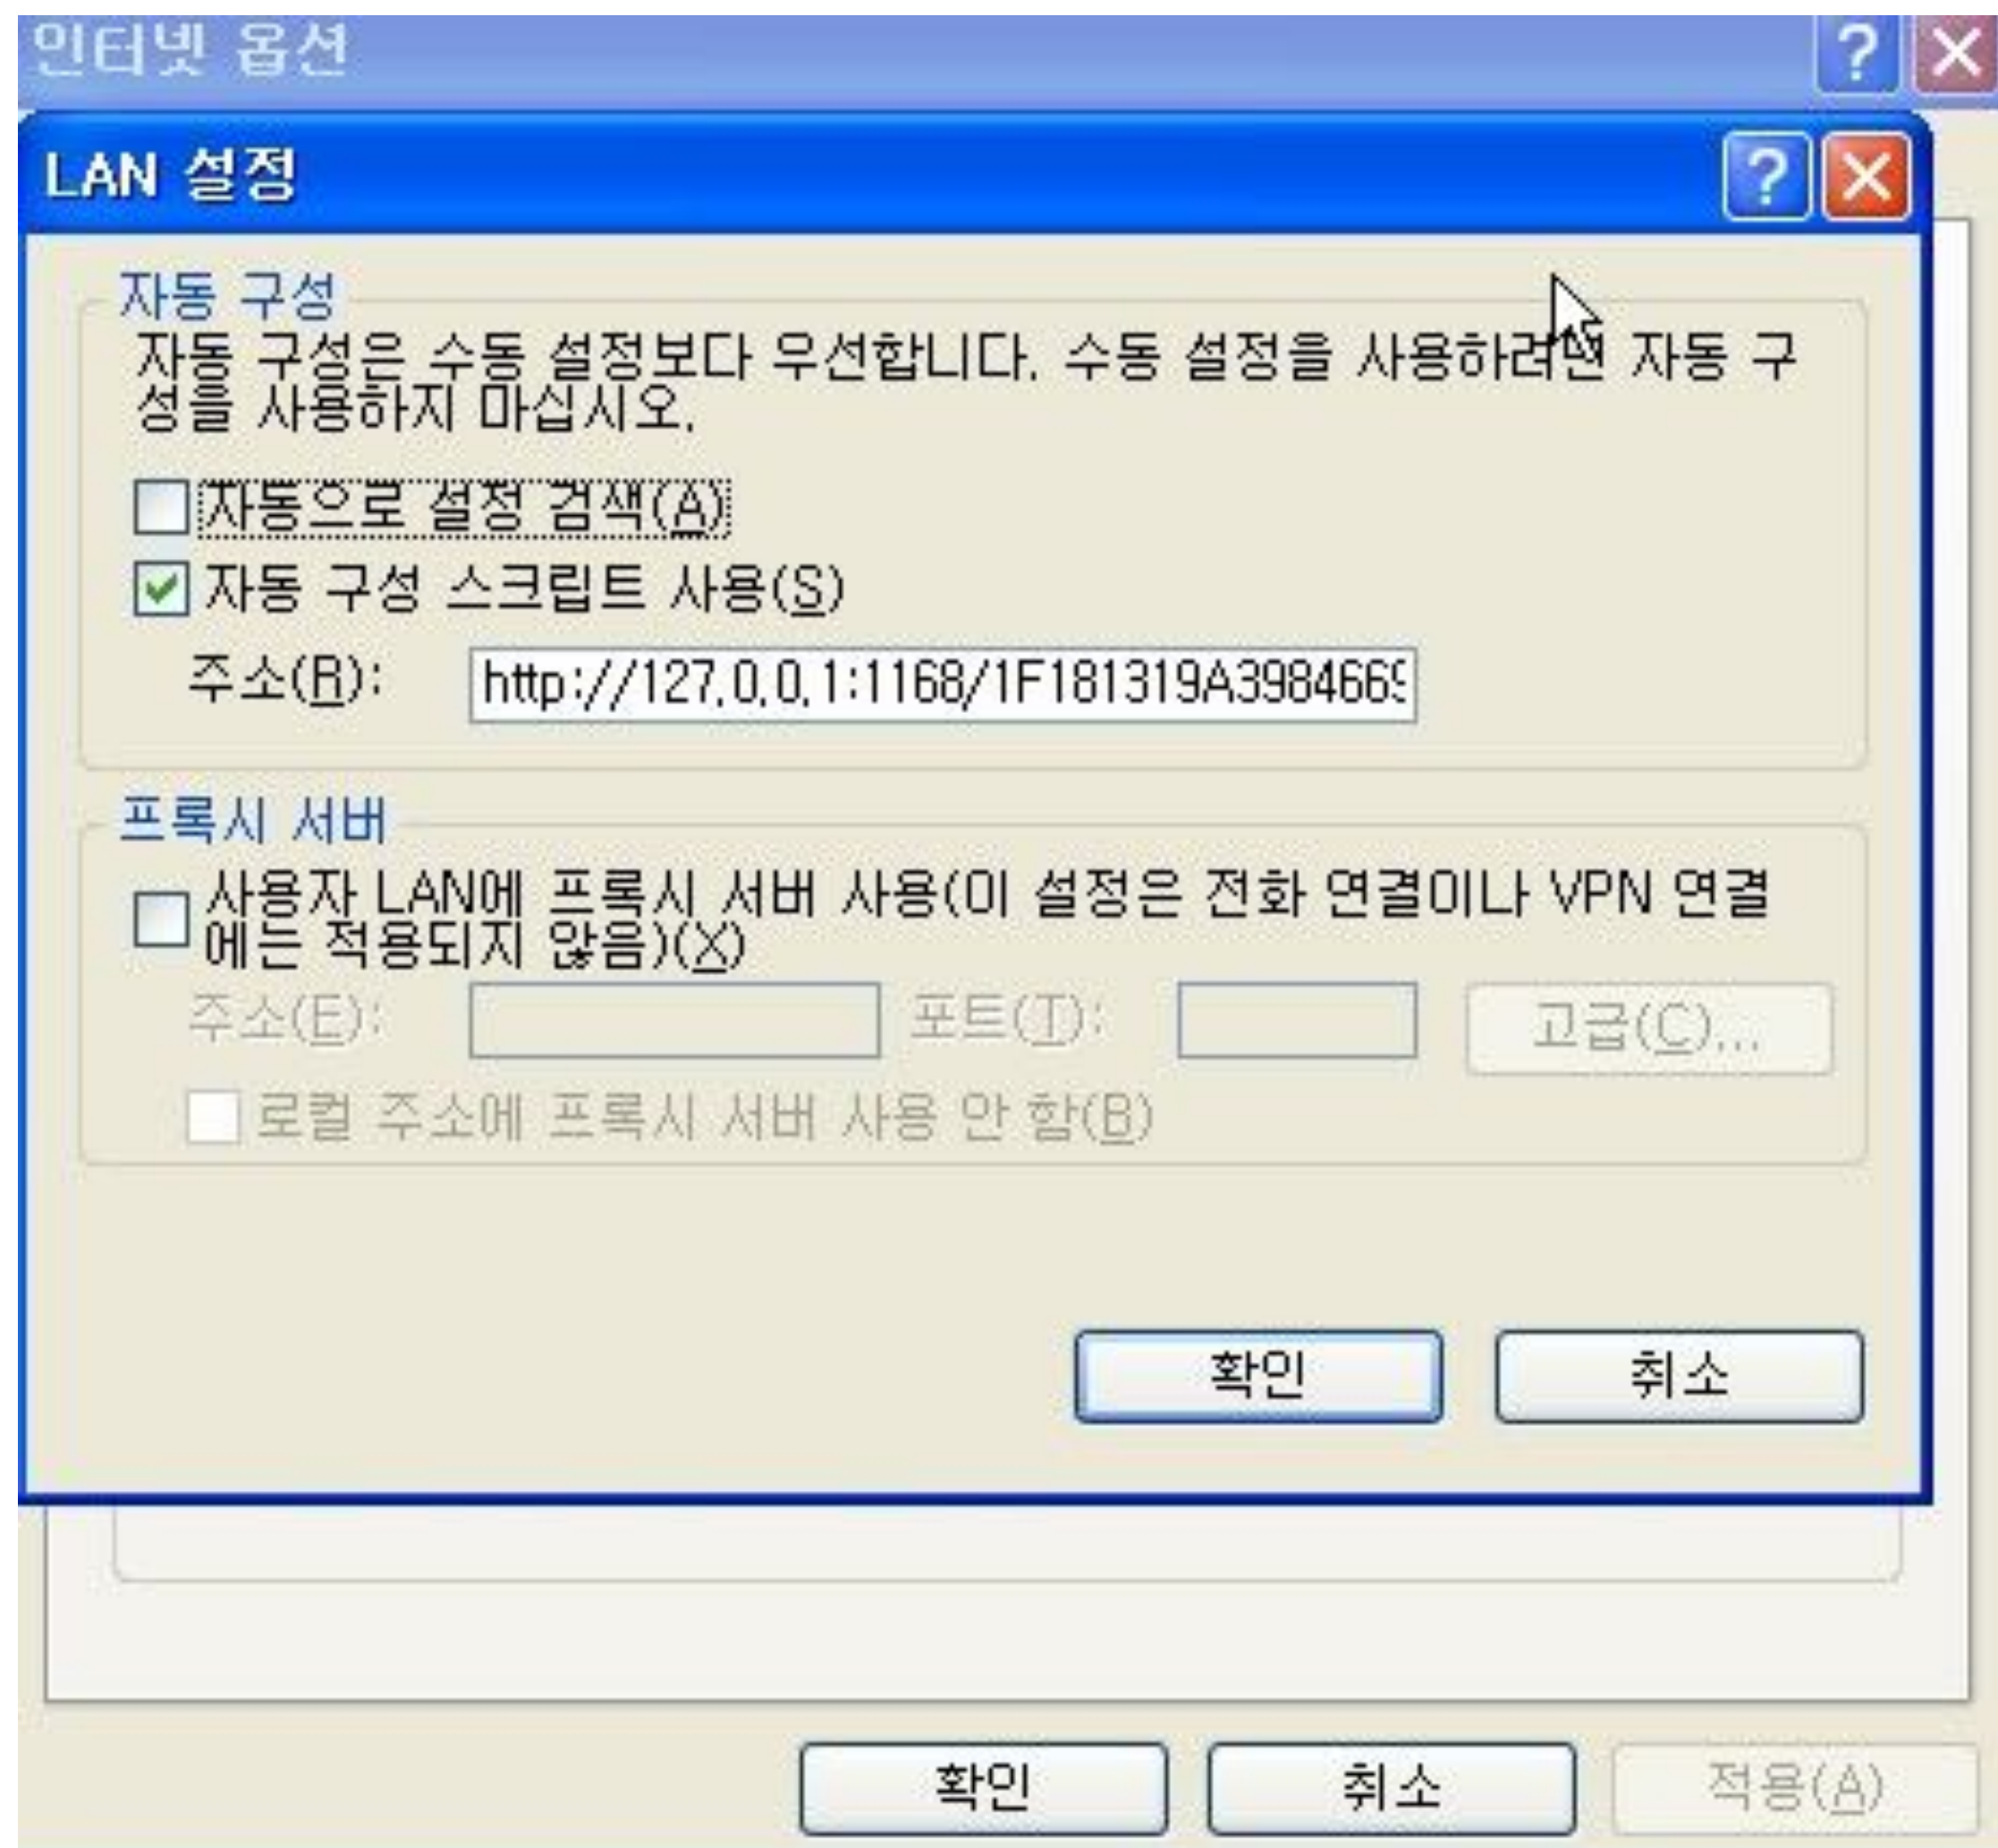 인터넷 옵션
LAN 설정
자동 구성
자동 구성은 수동 설정보다 우선합니다. 수동 설정을 사용하려면 자동 구
성을 사용하지 마십시오.
자동으로 설정 검색(A)
자동 구성 스크립트 사용(S)
주소(R): http://127.0.0.1:1168/1F181319A3984669
프록시 서버
사용자 LAN에 프록시 서버 사용(이 설정은 전화 연결이나 VPN 연결
에는 적용되지 않음)(X)
주소(E): 포트(T): 고급(C)...
로컬 주소에 프록시 서버 사용 안 함(B)
확인 취소
확인 취소 적용(A)